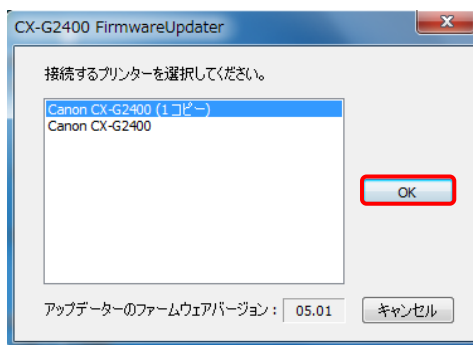 CX-G2400 FirmwareUpdater
接続するプリンターを選択してください。
Canon CX-G2400 (1コピー)
Canon CX-G2400
OK
アップデーターのファームウェアバージョン： 05.01
キャンセル